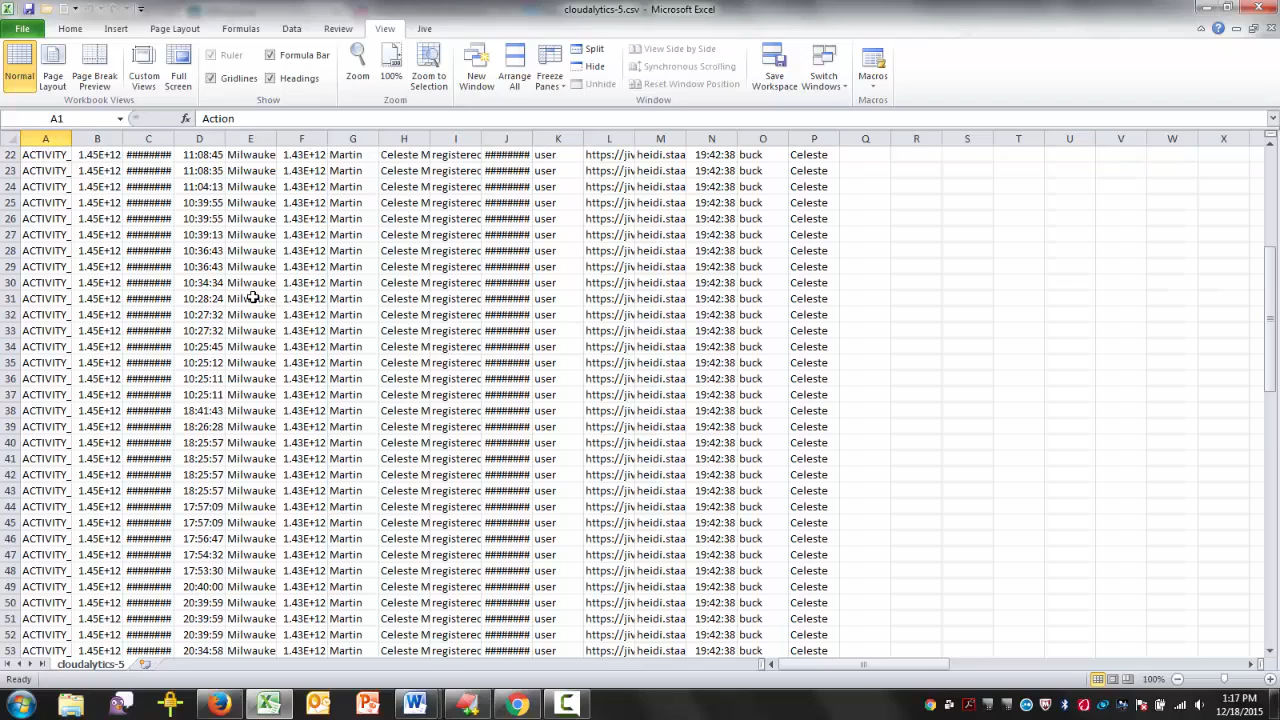 cloudalytics-5.csv – Microsoft Excel
File Home Insert Page Layout Formulas Data Review View Jive
Normal Page Layout Page Break Preview Custom Views Full Screen
Workbook Views
Ruler Formula Bar
Gridlines Headings
Show
Zoom 100% Zoom to Selection
Zoom
New Window Arrange All Freeze Panes
Split
Hide
Unhide
View Side by Side
Synchronous Scrolling
Reset Window Position
Save Workspace Switch Windows
Window
Macros
Macros
A1 fx Action
A B C D E F G H I J K L M N O P Q R S T U V W X
22 ACTIVITY_ 1.45E+12 ######## 11:08:45 Milwauke 1.43E+12 Martin Celeste M registered ######## user https://jiv heidi.staa 19:42:38 buck Celeste
23 ACTIVITY_ 1.45E+12 ######## 11:08:35 Milwauke 1.43E+12 Martin Celeste M registered ######## user https://jiv heidi.staa 19:42:38 buck Celeste
24 ACTIVITY_ 1.45E+12 ######## 11:04:13 Milwauke 1.43E+12 Martin Celeste M registered ######## user https://jiv heidi.staa 19:42:38 buck Celeste
25 ACTIVITY_ 1.45E+12 ######## 10:39:55 Milwauke 1.43E+12 Martin Celeste M registered ######## user https://jiv heidi.staa 19:42:38 buck Celeste
26 ACTIVITY_ 1.45E+12 ######## 10:39:55 Milwauke 1.43E+12 Martin Celeste M registered ######## user https://jiv heidi.staa 19:42:38 buck Celeste
27 ACTIVITY_ 1.45E+12 ######## 10:39:13 Milwauke 1.43E+12 Martin Celeste M registered ######## user https://jiv heidi.staa 19:42:38 buck Celeste
28 ACTIVITY_ 1.45E+12 ######## 10:36:43 Milwauke 1.43E+12 Martin Celeste M registered ######## user https://jiv heidi.staa 19:42:38 buck Celeste
29 ACTIVITY_ 1.45E+12 ######## 10:36:43 Milwauke 1.43E+12 Martin Celeste M registered ######## user https://jiv heidi.staa 19:42:38 buck Celeste
30 ACTIVITY_ 1.45E+12 ######## 10:34:34 Milwauke 1.43E+12 Martin Celeste M registered ######## user https://jiv heidi.staa 19:42:38 buck Celeste
31 ACTIVITY_ 1.45E+12 ######## 10:28:24 Milwauke 1.43E+12 Martin Celeste M registered ######## user https://jiv heidi.staa 19:42:38 buck Celeste
32 ACTIVITY_ 1.45E+12 ######## 10:27:32 Milwauke 1.43E+12 Martin Celeste M registered ######## user https://jiv heidi.staa 19:42:38 buck Celeste
33 ACTIVITY_ 1.45E+12 ######## 10:27:32 Milwauke 1.43E+12 Martin Celeste M registered ######## user https://jiv heidi.staa 19:42:38 buck Celeste
34 ACTIVITY_ 1.45E+12 ######## 10:25:45 Milwauke 1.43E+12 Martin Celeste M registered ######## user https://jiv heidi.staa 19:42:38 buck Celeste
35 ACTIVITY_ 1.45E+12 ######## 10:25:12 Milwauke 1.43E+12 Martin Celeste M registered ######## user https://jiv heidi.staa 19:42:38 buck Celeste
36 ACTIVITY_ 1.45E+12 ######## 10:25:11 Milwauke 1.43E+12 Martin Celeste M registered ######## user https://jiv heidi.staa 19:42:38 buck Celeste
37 ACTIVITY_ 1.45E+12 ######## 10:25:11 Milwauke 1.43E+12 Martin Celeste M registered ######## user https://jiv heidi.staa 19:42:38 buck Celeste
38 ACTIVITY_ 1.45E+12 ######## 18:41:43 Milwauke 1.43E+12 Martin Celeste M registered ######## user https://jiv heidi.staa 19:42:38 buck Celeste
39 ACTIVITY_ 1.45E+12 ######## 18:26:28 Milwauke 1.43E+12 Martin Celeste M registered ######## user https://jiv heidi.staa 19:42:38 buck Celeste
40 ACTIVITY_ 1.45E+12 ######## 18:25:57 Milwauke 1.43E+12 Martin Celeste M registered ######## user https://jiv heidi.staa 19:42:38 buck Celeste
41 ACTIVITY_ 1.45E+12 ######## 18:25:57 Milwauke 1.43E+12 Martin Celeste M registered ######## user https://jiv heidi.staa 19:42:38 buck Celeste
42 ACTIVITY_ 1.45E+12 ######## 18:25:57 Milwauke 1.43E+12 Martin Celeste M registered ######## user https://jiv heidi.staa 19:42:38 buck Celeste
43 ACTIVITY_ 1.45E+12 ######## 18:25:57 Milwauke 1.43E+12 Martin Celeste M registered ######## user https://jiv heidi.staa 19:42:38 buck Celeste
44 ACTIVITY_ 1.45E+12 ######## 17:57:09 Milwauke 1.43E+12 Martin Celeste M registered ######## user https://jiv heidi.staa 19:42:38 buck Celeste
45 ACTIVITY_ 1.45E+12 ######## 17:57:09 Milwauke 1.43E+12 Martin Celeste M registered ######## user https://jiv heidi.staa 19:42:38 buck Celeste
46 ACTIVITY_ 1.45E+12 ######## 17:56:47 Milwauke 1.43E+12 Martin Celeste M registered ######## user https://jiv heidi.staa 19:42:38 buck Celeste
47 ACTIVITY_ 1.45E+12 ######## 17:54:32 Milwauke 1.43E+12 Martin Celeste M registered ######## user https://jiv heidi.staa 19:42:38 buck Celeste
48 ACTIVITY_ 1.45E+12 ######## 17:53:30 Milwauke 1.43E+12 Martin Celeste M registered ######## user https://jiv heidi.staa 19:42:38 buck Celeste
49 ACTIVITY_ 1.45E+12 ######## 20:40:00 Milwauke 1.43E+12 Martin Celeste M registered ######## user https://jiv heidi.staa 19:42:38 buck Celeste
50 ACTIVITY_ 1.45E+12 ######## 20:39:59 Milwauke 1.43E+12 Martin Celeste M registered ######## user https://jiv heidi.staa 19:42:38 buck Celeste
51 ACTIVITY_ 1.45E+12 ######## 20:39:59 Milwauke 1.43E+12 Martin Celeste M registered ######## user https://jiv heidi.staa 19:42:38 buck Celeste
52 ACTIVITY_ 1.45E+12 ######## 20:39:59 Milwauke 1.43E+12 Martin Celeste M registered ######## user https://jiv heidi.staa 19:42:38 buck Celeste
53 ACTIVITY_ 1.45E+12 ######## 20:34:58 Milwauke 1.43E+12 Martin Celeste M registered ######## user https://jiv heidi.staa 19:42:38 buck Celeste
cloudalytics-5
Ready 100%
1:17 PM
12/18/2015